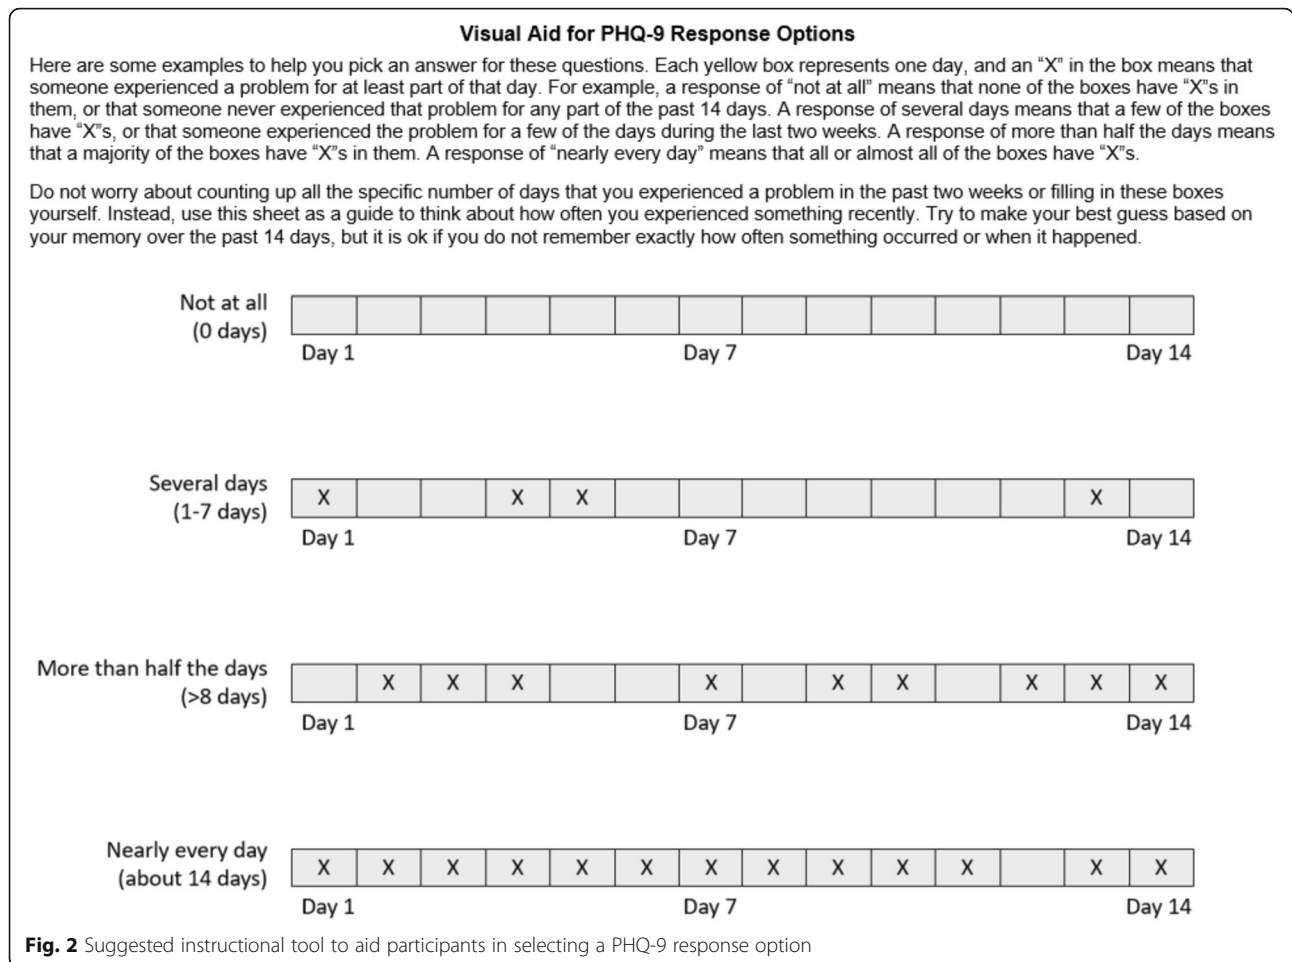 Visual Aid for PHQ-9 Response Options
Here are some examples to help you pick an answer for these questions. Each yellow box represents one day, and an “X” in the box means that
someone experienced a problem for at least part of that day. For example, a response of “not at all” means that none of the boxes have “X”s in
them, or that someone never experienced that problem for any part of the past 14 days. A response of several days means that a few of the boxes
have “X”s, or that someone experienced the problem for a few of the days during the last two weeks. A response of more than half the days means
that a majority of the boxes have “X”s in them. A response of “nearly every day” means that all or almost all of the boxes have “X”s.
Do not worry about counting up all the specific number of days that you experienced a problem in the past two weeks or filling in these boxes
yourself. Instead, use this sheet as a guide to think about how often you experienced something recently. Try to make your best guess based on
your memory over the past 14 days, but it is ok if you do not remember exactly how often something occurred or when it happened.
Not at all
(0 days)
Day 1 Day 7 Day 14
Several days
(1-7 days)
X X X X
Day 1 Day 7 Day 14
More than half the days
(>8 days)
X X X X X X X X X
Day 1 Day 7 Day 14
Nearly every day
(about 14 days)
X X X X X X X X X X X X X
Day 1 Day 7 Day 14
Fig. 2 Suggested instructional tool to aid participants in selecting a PHQ-9 response option